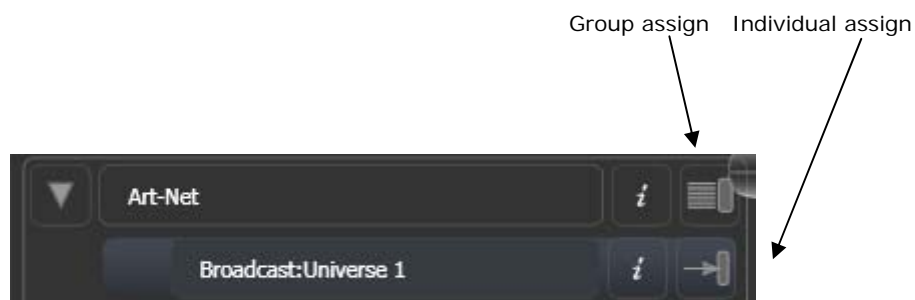 Group assign Individual assign
Art-Net i
Broadcast:Universe 1 i